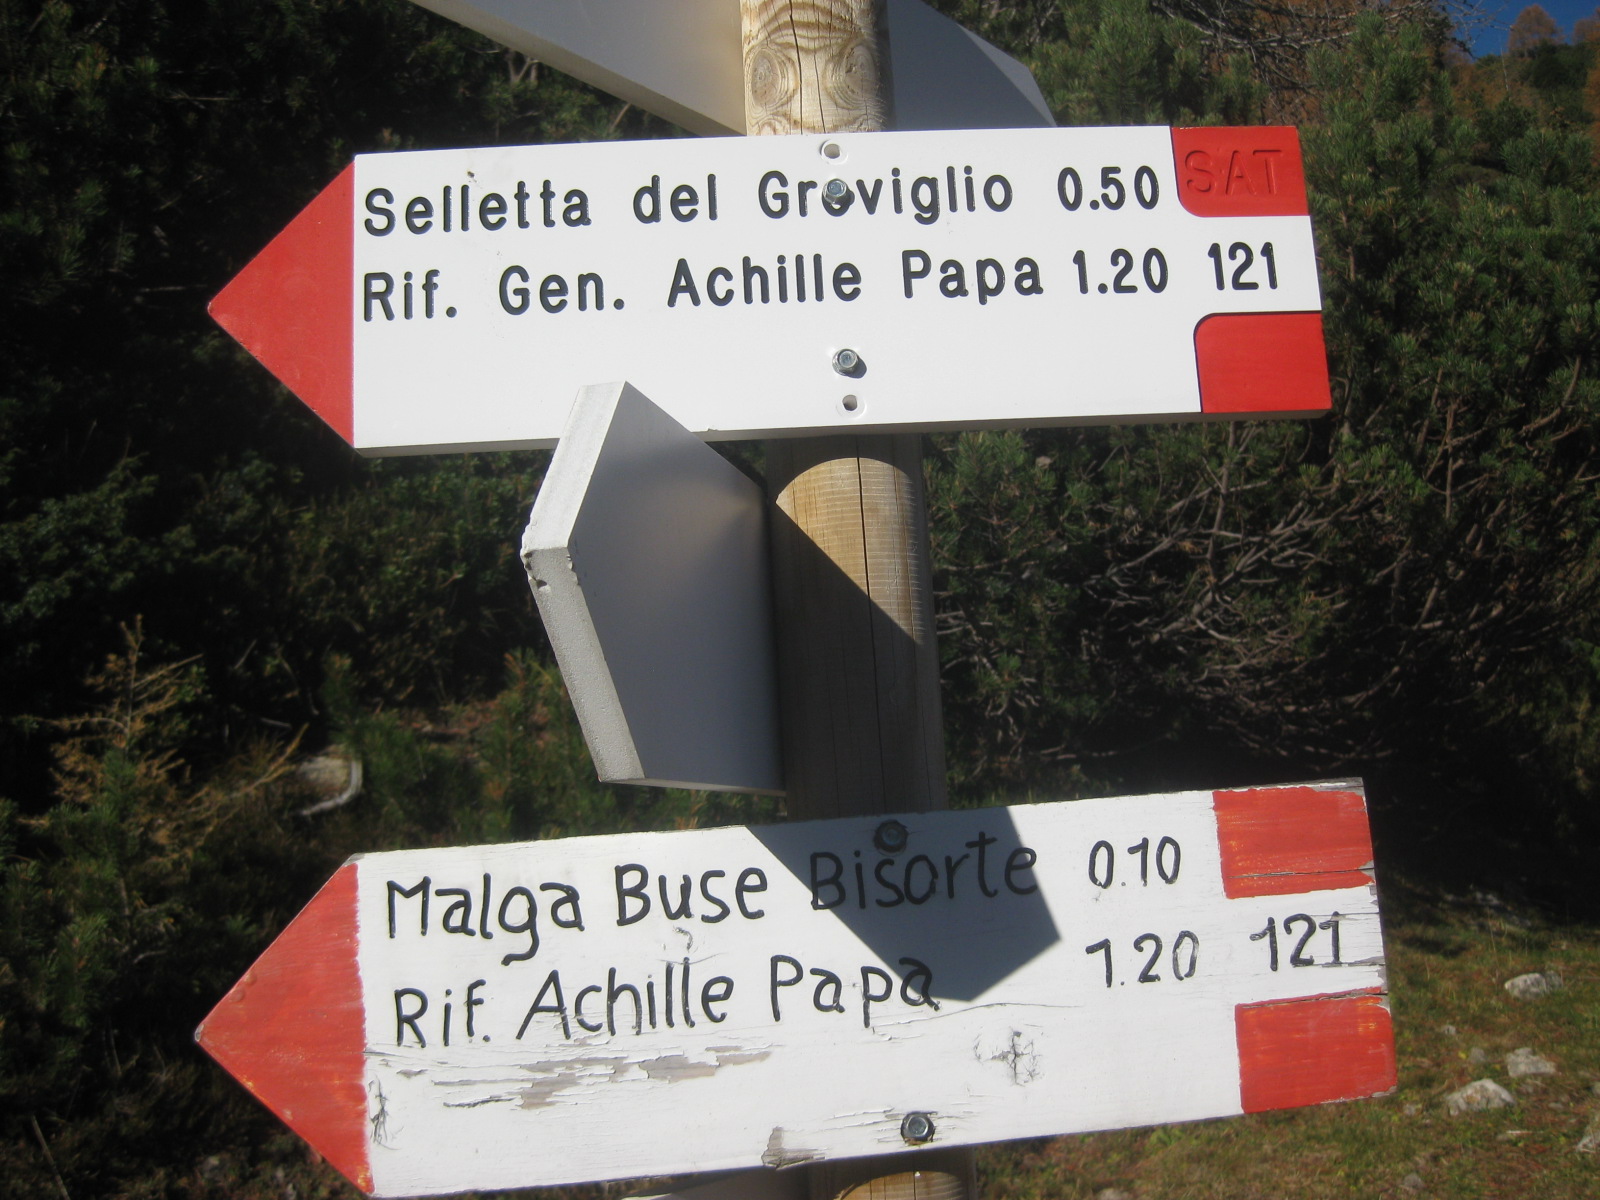 Selletta del Groviglio 0.50
SAT
Rif. Gen. Achille Papa 1.20 121
Malga Buse Bisorte 0.10
Rif. Achille Papa 1.20 121